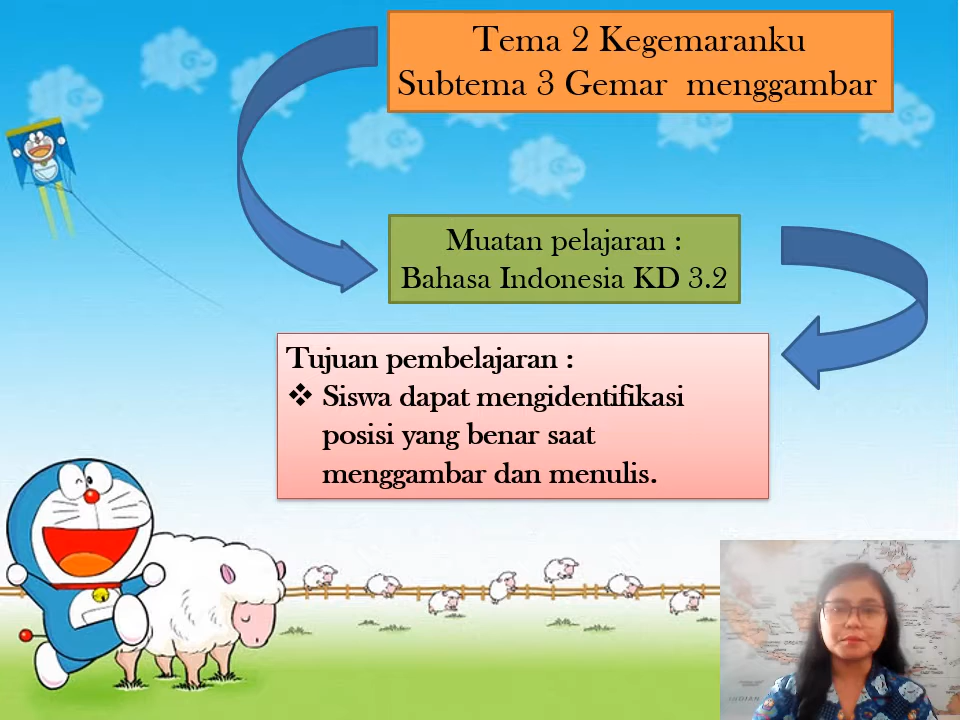 Tema 2 Kegemaranku
Subtema 3 Gemar menggambar
Muatan pelajaran :
Bahasa Indonesia KD 3.2
Tujuan pembelajaran :
❖ Siswa dapat mengidentifikasi
posisi yang benar saat
menggambar dan menulis.